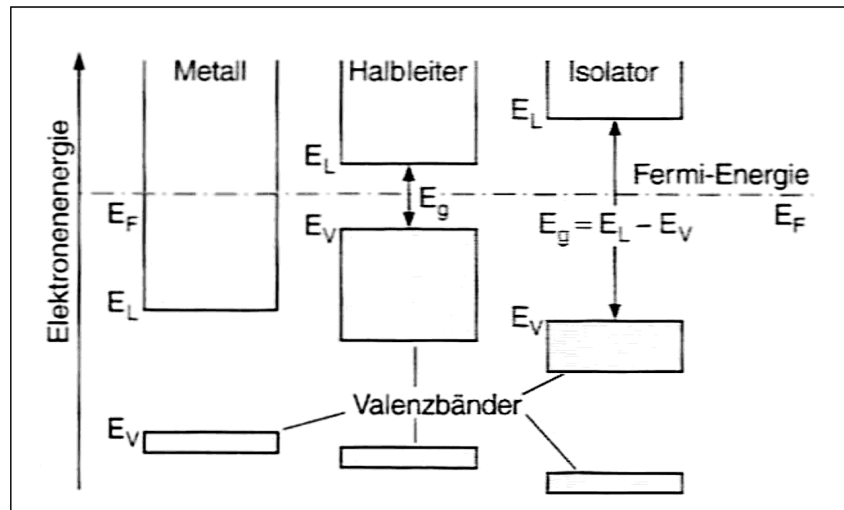 Elektronenenergie
Metall
Halbleiter
Isolator
E_L
E_L
Fermi-Energie
E_F
E_g
E_V
E_g = E_L – E_V
E_F
E_L
E_V
Valenzbänder
E_V